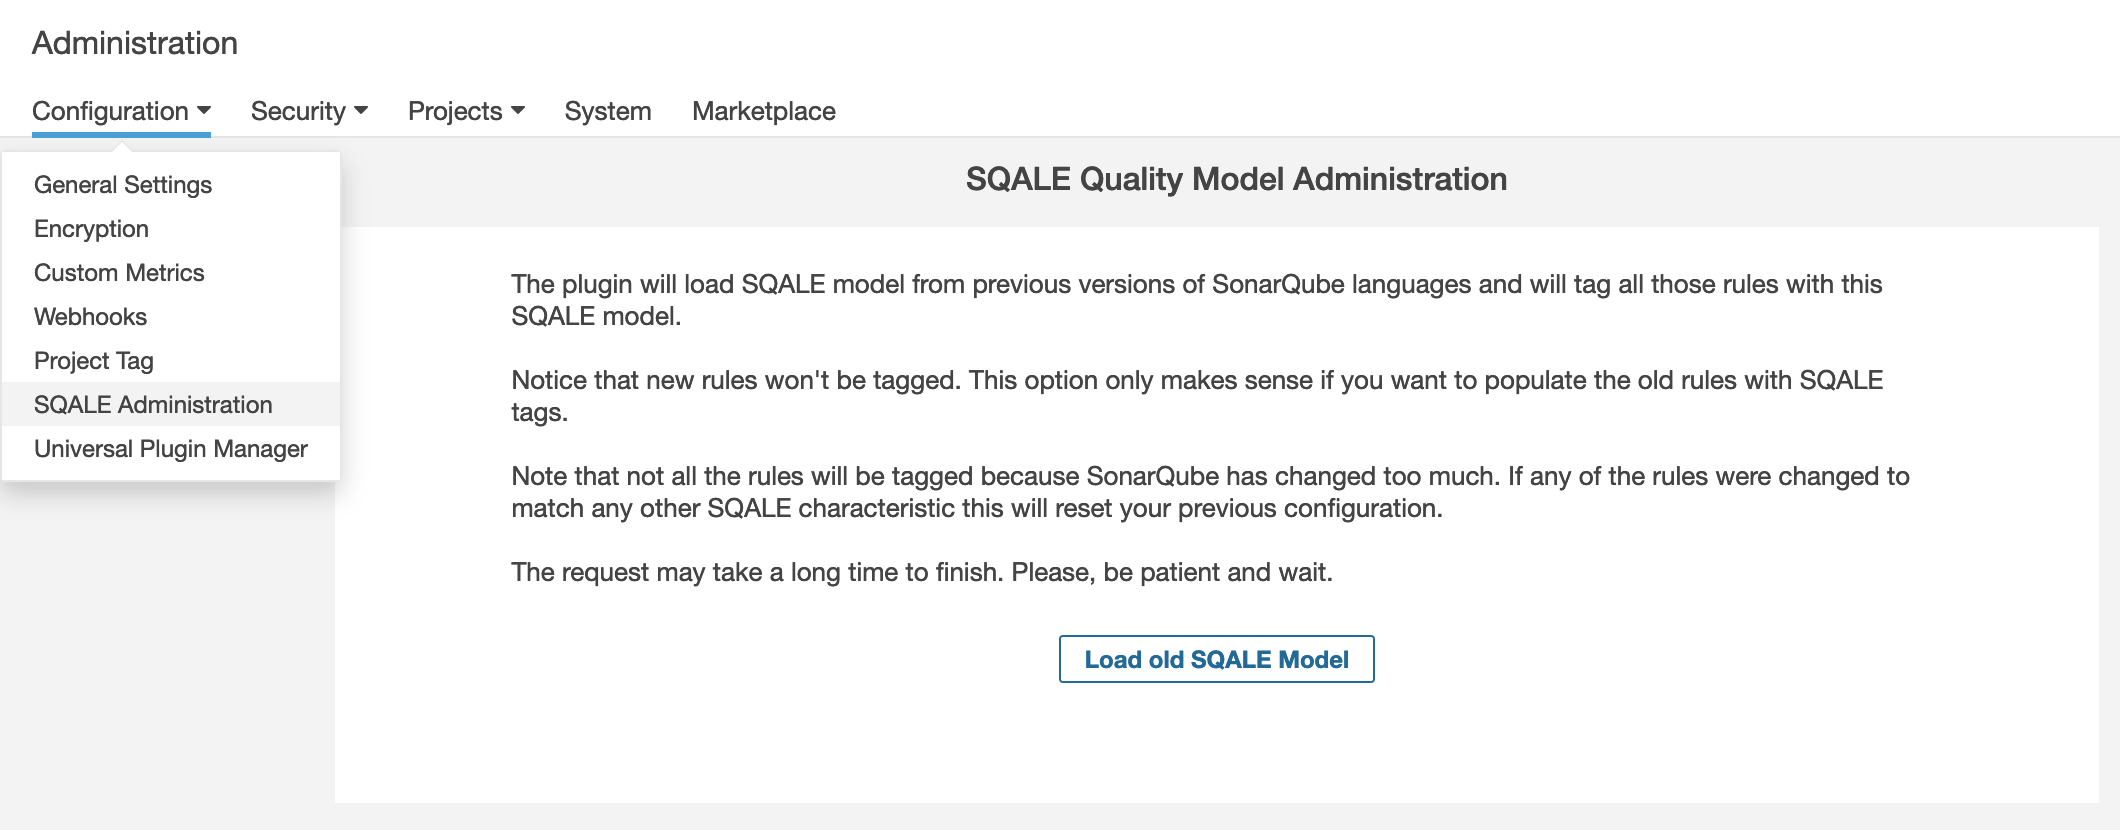 Administration
Configuration Security Projects System Marketplace
General Settings
Encryption
Custom Metrics
Webhooks
Project Tag
SQALE Administration
Universal Plugin Manager
SQALE Quality Model Administration
The plugin will load SQALE model from previous versions of SonarQube languages and will tag all those rules with this
SQALE model.
Notice that new rules won't be tagged. This option only makes sense if you want to populate the old rules with SQALE
tags.
Note that not all the rules will be tagged because SonarQube has changed too much. If any of the rules were changed to
match any other SQALE characteristic this will reset your previous configuration.
The request may take a long time to finish. Please, be patient and wait.
Load old SQALE Model